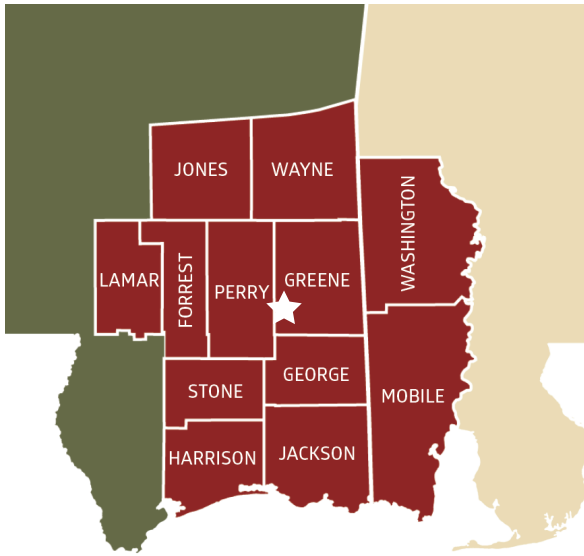 JONES
WAYNE
WASHINGTON
LAMAR
FORREST
PERRY
GREENE
STONE
GEORGE
MOBILE
HARRISON
JACKSON